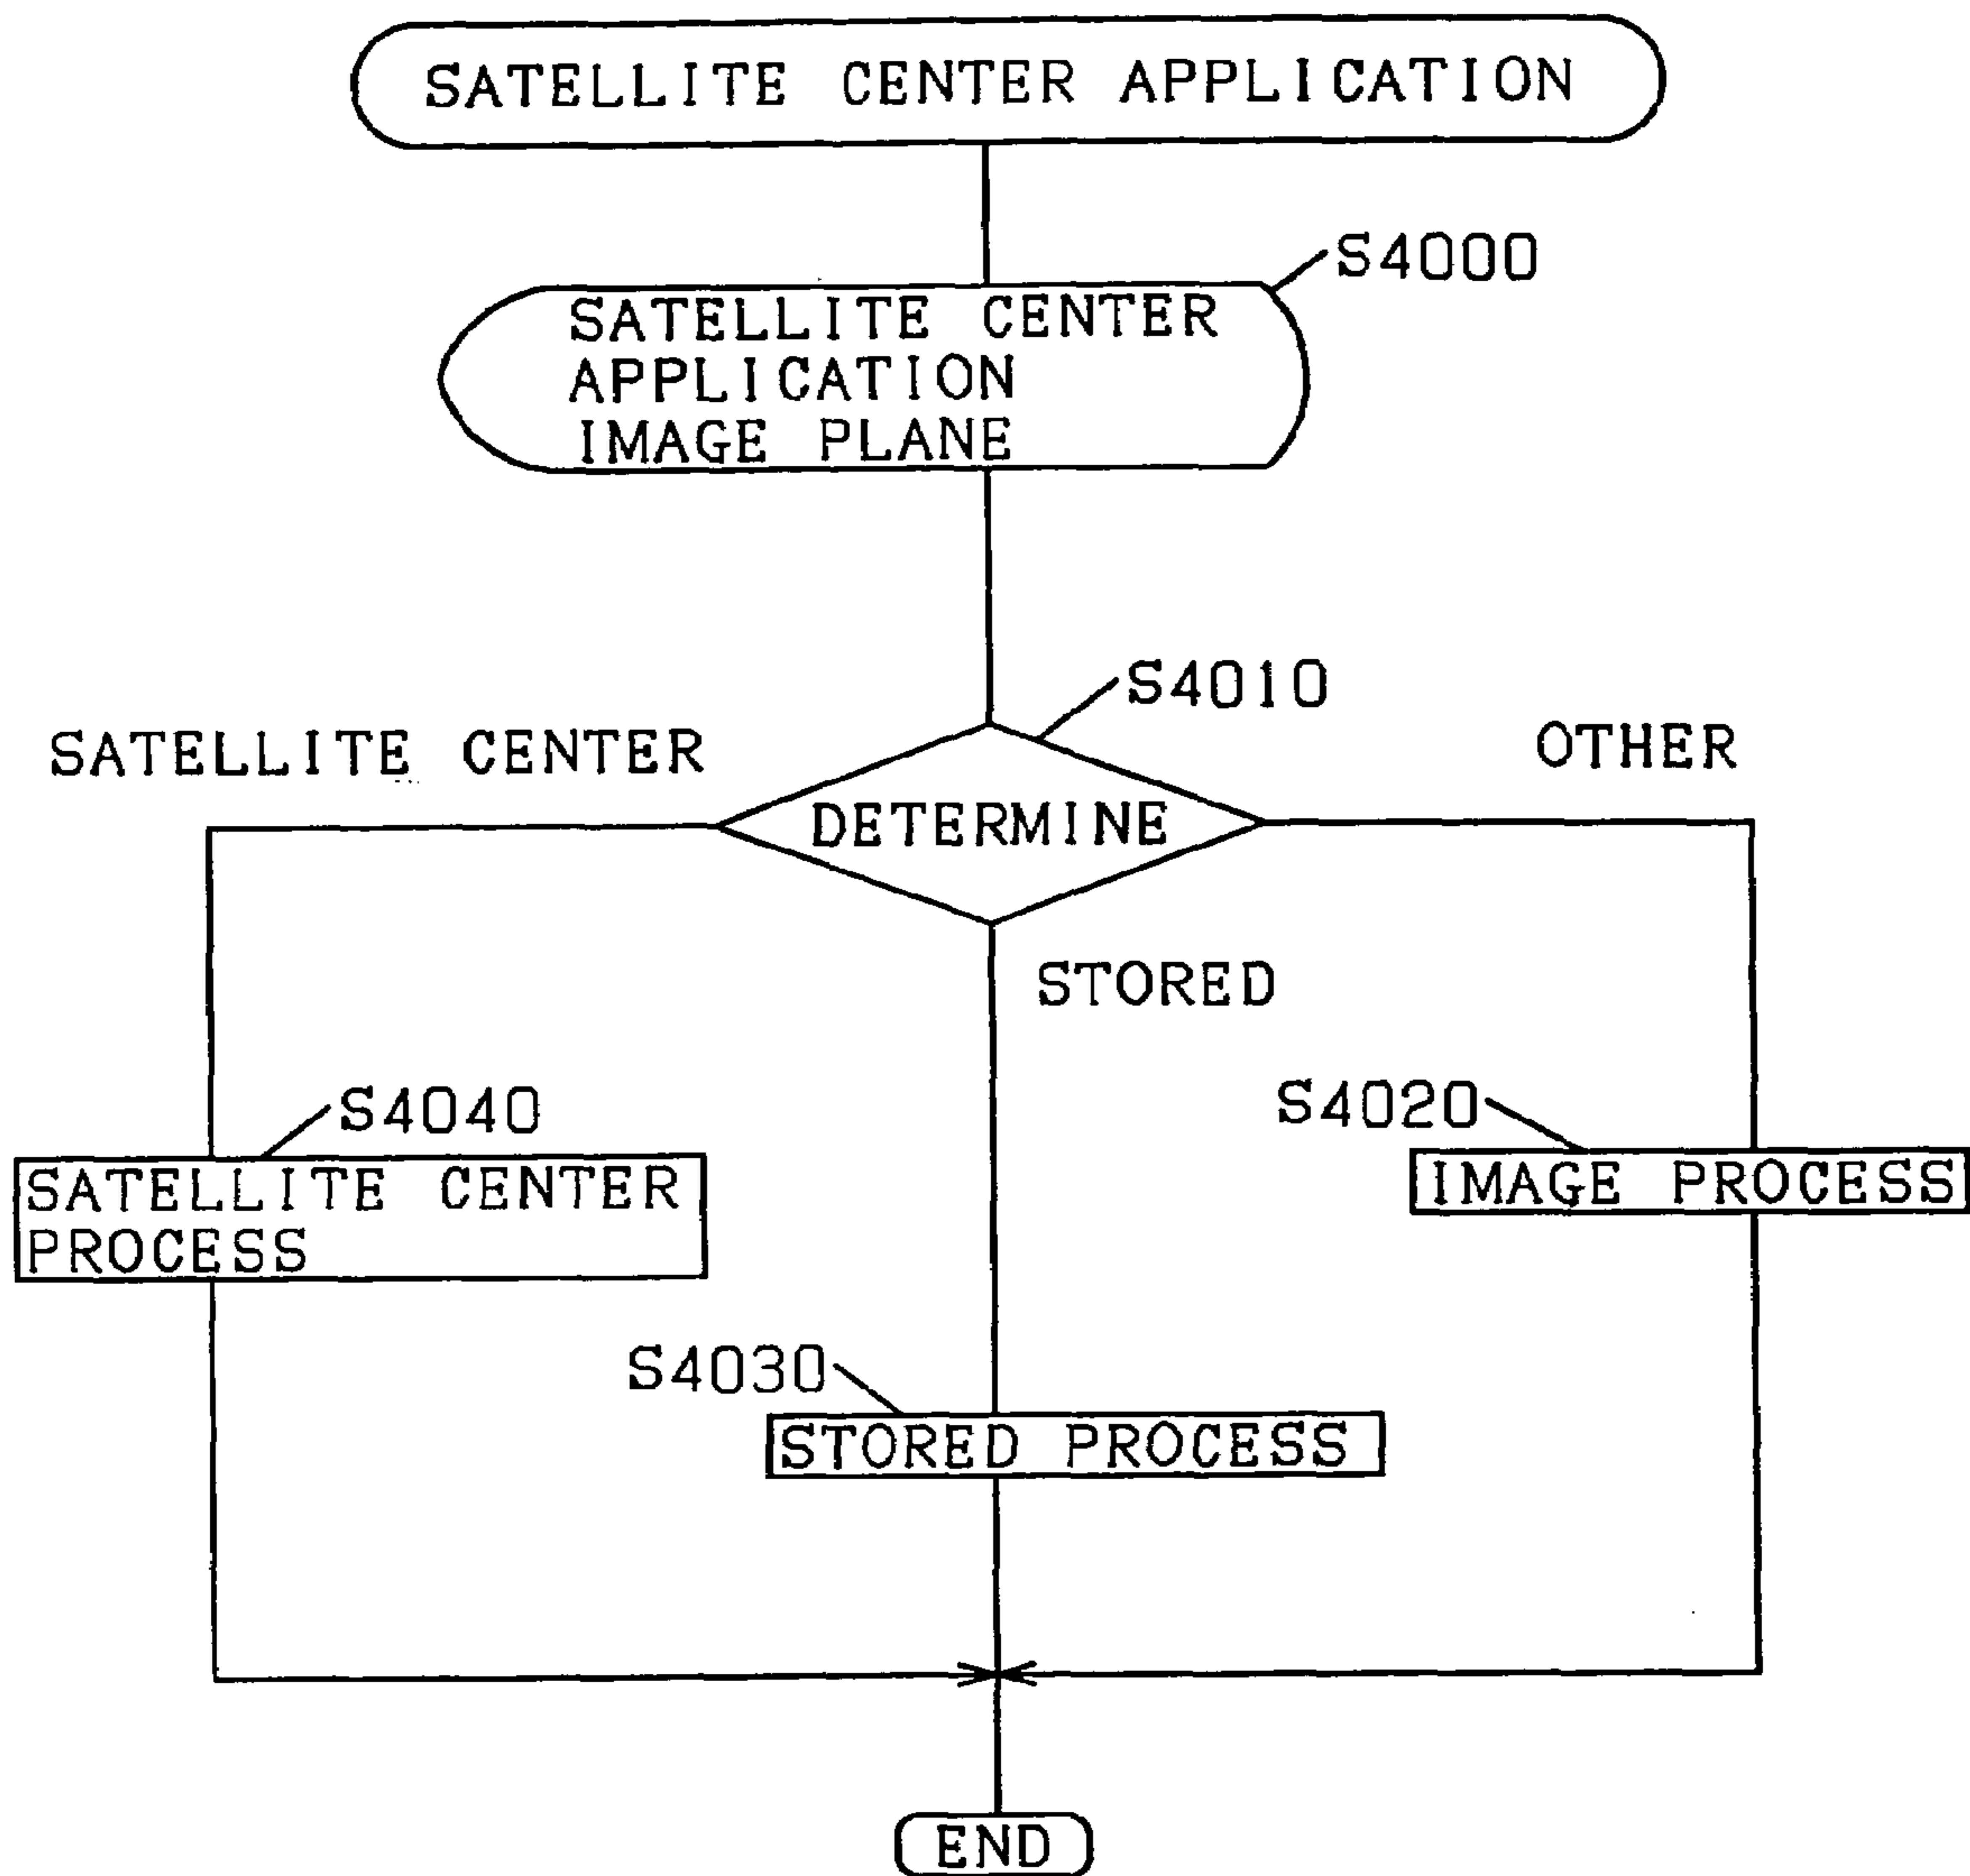 SATELLITE CENTER APPLICATION
S4000
SATELLITE CENTER
APPLICATION
IMAGE PLANE
S4010
SATELLITE CENTER
OTHER
DETERMINE
STORED
S4040
S4020
SATELLITE CENTER
PROCESS
IMAGE PROCESS
S4030
STORED PROCESS
END